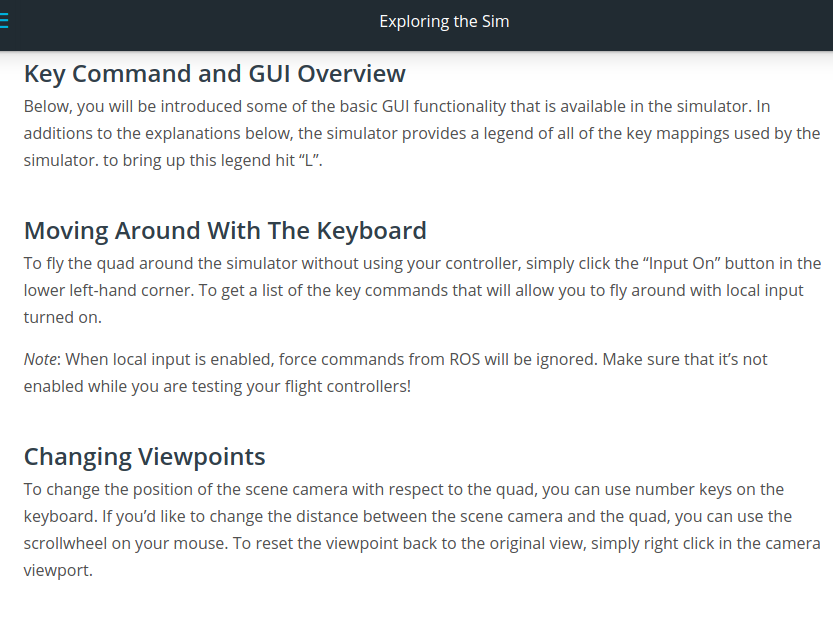 Exploring the Sim
Key Command and GUI Overview
Below, you will be introduced some of the basic GUI functionality that is available in the simulator. In
additions to the explanations below, the simulator provides a legend of all of the key mappings used by the
simulator. to bring up this legend hit “L”.
Moving Around With The Keyboard
To fly the quad around the simulator without using your controller, simply click the “Input On” button in the
lower left-hand corner. To get a list of the key commands that will allow you to fly around with local input
turned on.
Note: When local input is enabled, force commands from ROS will be ignored. Make sure that it’s not
enabled while you are testing your flight controllers!
Changing Viewpoints
To change the position of the scene camera with respect to the quad, you can use number keys on the
keyboard. If you’d like to change the distance between the scene camera and the quad, you can use the
scrollwheel on your mouse. To reset the viewpoint back to the original view, simply right click in the camera
viewport.